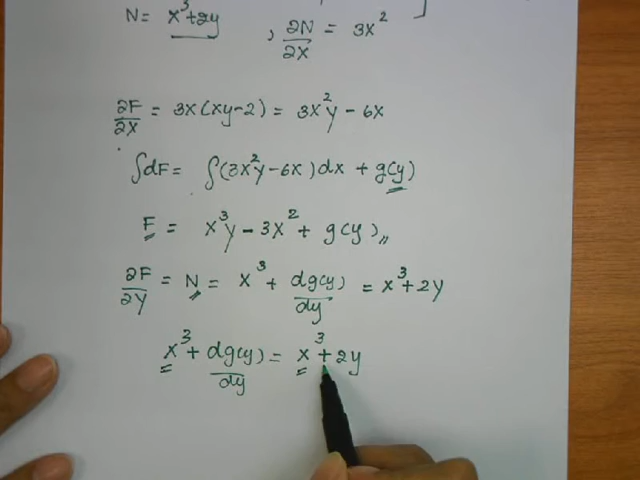 N = x³+2y , ∂N/∂x = 3x² ]
∂F/∂x = 3x(xy-2) = 3x²y - 6x
∫dF = ∫(3x²y-6x)dx + g(y)
F = x³y - 3x² + g(y),,
∂F/∂y = N = x³ + dg(y)/dy = x³+2y
x³ + dg(y)/dy = x³+2y